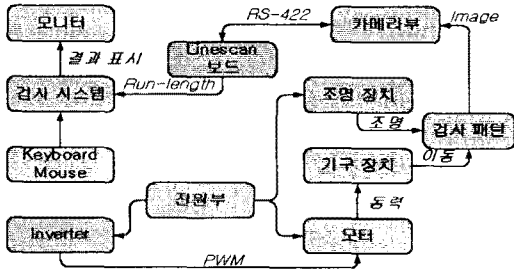 모니터
RS-422
카메라부
Image
결과 표시
Linescan
보드
검사 시스템
Run-length
조명 장치
조명
검사 패턴
Keyboard
Mouse
기구 장치
이동
전원부
동력
Inverter
모터
PWM